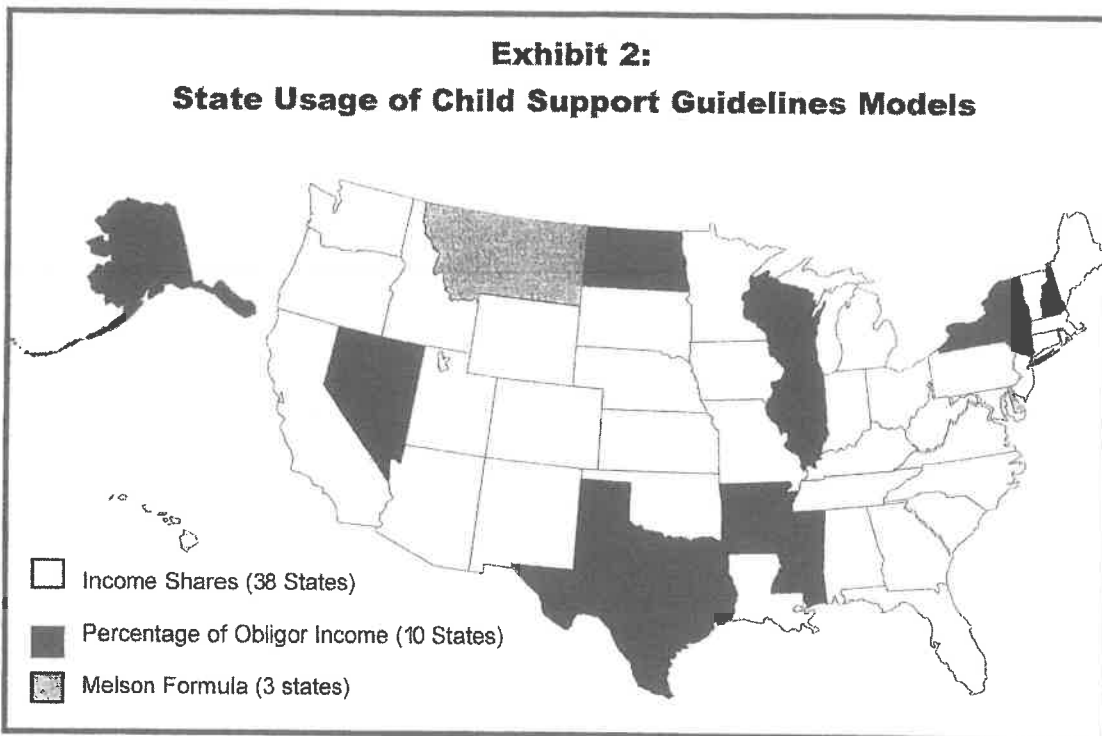 Exhibit 2:
State Usage of Child Support Guidelines Models
Income Shares (38 States)
Percentage of Obligor Income (10 States)
Melson Formula (3 states)